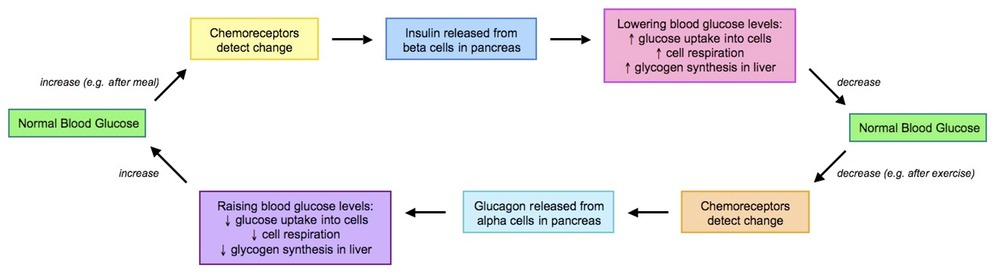 Chemoreceptors
detect change
Insulin released from
beta cells in pancreas
Lowering blood glucose levels:
↑ glucose uptake into cells
↑ cell respiration
↑ glycogen synthesis in liver
increase (e.g. after meal)
decrease
Normal Blood Glucose
Normal Blood Glucose
increase
decrease (e.g. after exercise)
Raising blood glucose levels:
↓ glucose uptake into cells
↓ cell respiration
↓ glycogen synthesis in liver
Glucagon released from
alpha cells in pancreas
Chemoreceptors
detect change